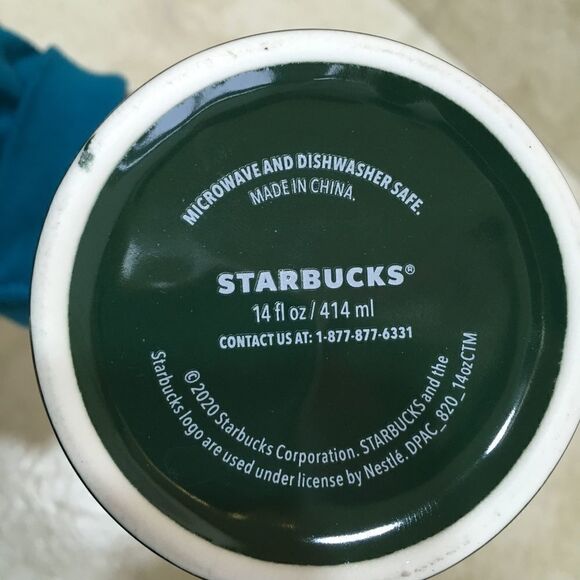 MICROWAVE AND DISHWASHER SAFE.
MADE IN CHINA.
STARBUCKS®
14 fl oz / 414 ml
CONTACT US AT: 1-877-877-6331
© 2020 Starbucks Corporation. STARBUCKS and the
Starbucks logo are used under license by Nestlé. DPAC_820_14ozCTM